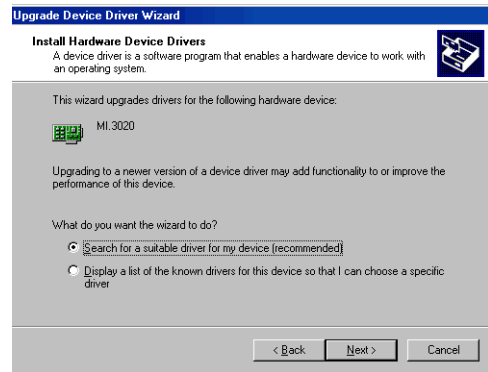 Upgrade Device Driver Wizard
Install Hardware Device Drivers
A device driver is a software program that enables a hardware device to work with
an operating system.
This wizard upgrades drivers for the following hardware device:
MI.3020
Upgrading to a newer version of a device driver may add functionality to or improve the
performance of this device.
What do you want the wizard to do?
Search for a suitable driver for my device (recommended)
Display a list of the known drivers for this device so that I can choose a specific
driver
< Back
Next >
Cancel